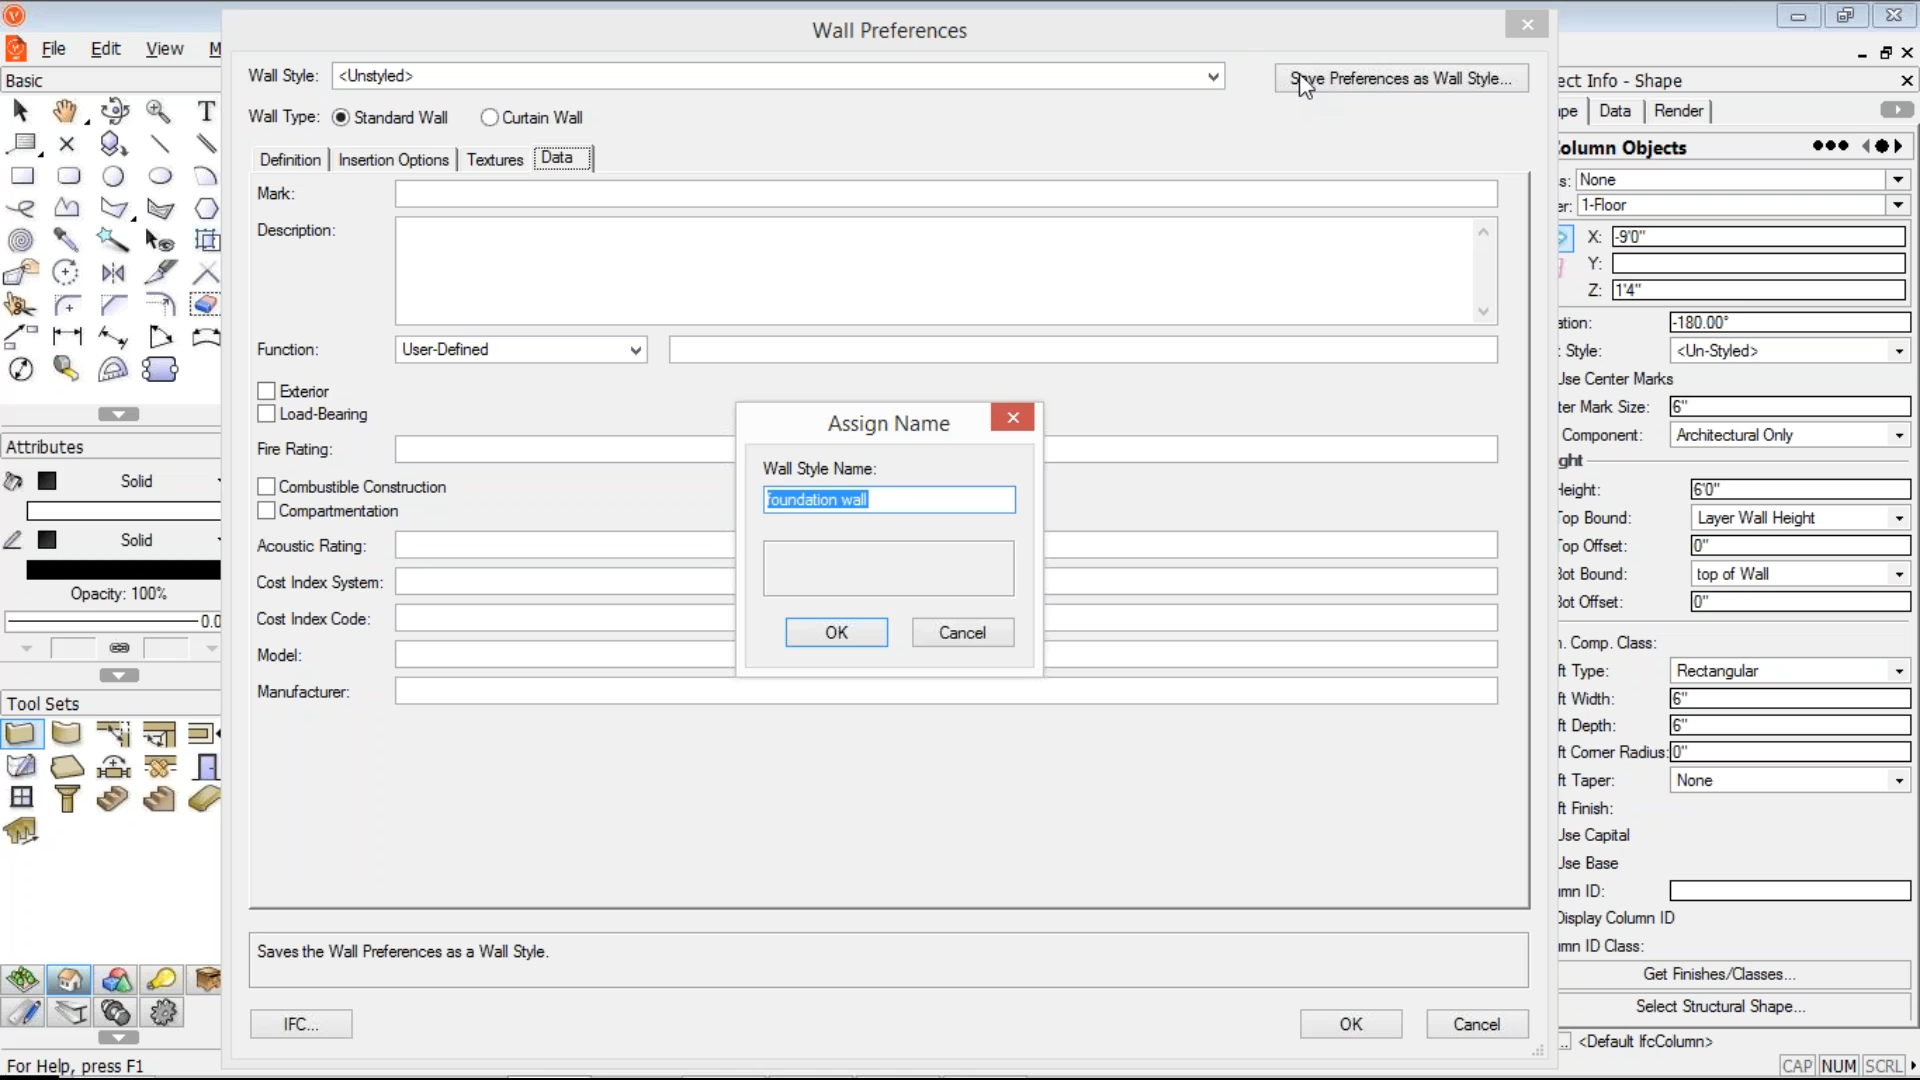 Wall Preferences
File Edit View M
Wall Style: <Unstyled> Save Preferences as Wall Style...
Basic
ect Info - Shape
Wall Type: Standard Wall Curtain Wall
pe Data Render
Definition Insertion Options Textures Data
T
olumn Objects
Mark:
s: None
er: 1-Floor
Description:
X: -9'0"
Y:
Z: 1'4"
ation: -180.00°
Function: User-Defined
: Style: <Un-Styled>
Use Center Marks
Exterior
ter Mark Size: 6"
Load-Bearing
Assign Name
Component: Architectural Only
Attributes
Fire Rating:
ght
Wall Style Name:
Solid
Combustible Construction
Height: 6'0"
foundation wall
Compartmentation
Top Bound: Layer Wall Height
Solid
Acoustic Rating:
Top Offset: 0"
Bot Bound: top of Wall
Cost Index System:
Opacity: 100%
Bot Offset: 0"
0.0
Cost Index Code:
OK Cancel
n. Comp. Class:
Model:
ft Type: Rectangular
Manufacturer:
ft Width: 6"
Tool Sets
ft Depth: 6"
ft Corner Radius: 0"
ft Taper: None
ft Finish:
Use Capital
Use Base
mn ID:
Display Column ID
mn ID Class:
Saves the Wall Preferences as a Wall Style.
Get Finishes/Classes...
Select Structural Shape...
IFC... OK Cancel
... <Default IfcColumn>
For Help, press F1
CAP NUM SCRL